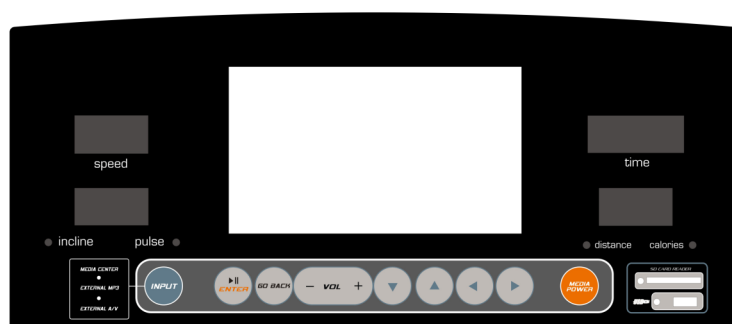 speed
time
incline
pulse
distance
calories
MEDIA CENTER
EXTERNAL MP3
EXTERNAL A/V
INPUT
ENTER
GO BACK
- VOL +
MEDIA
POWER
SD CARD READER